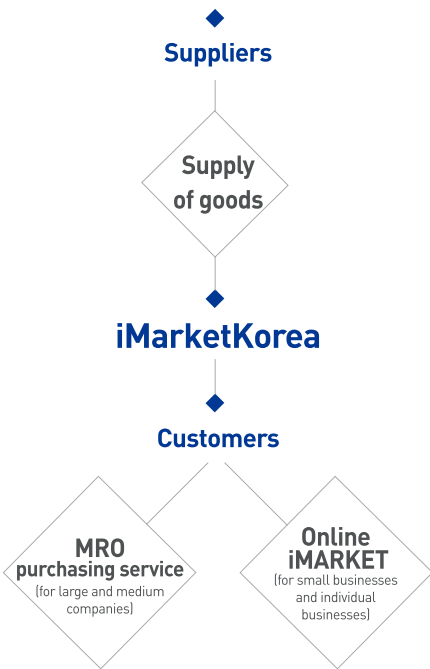 Suppliers
Supply
of goods
iMarketKorea
Customers
MRO
purchasing service
(for large and medium
companies)
Online
iMARKET
(for small businesses
and individual
businesses)